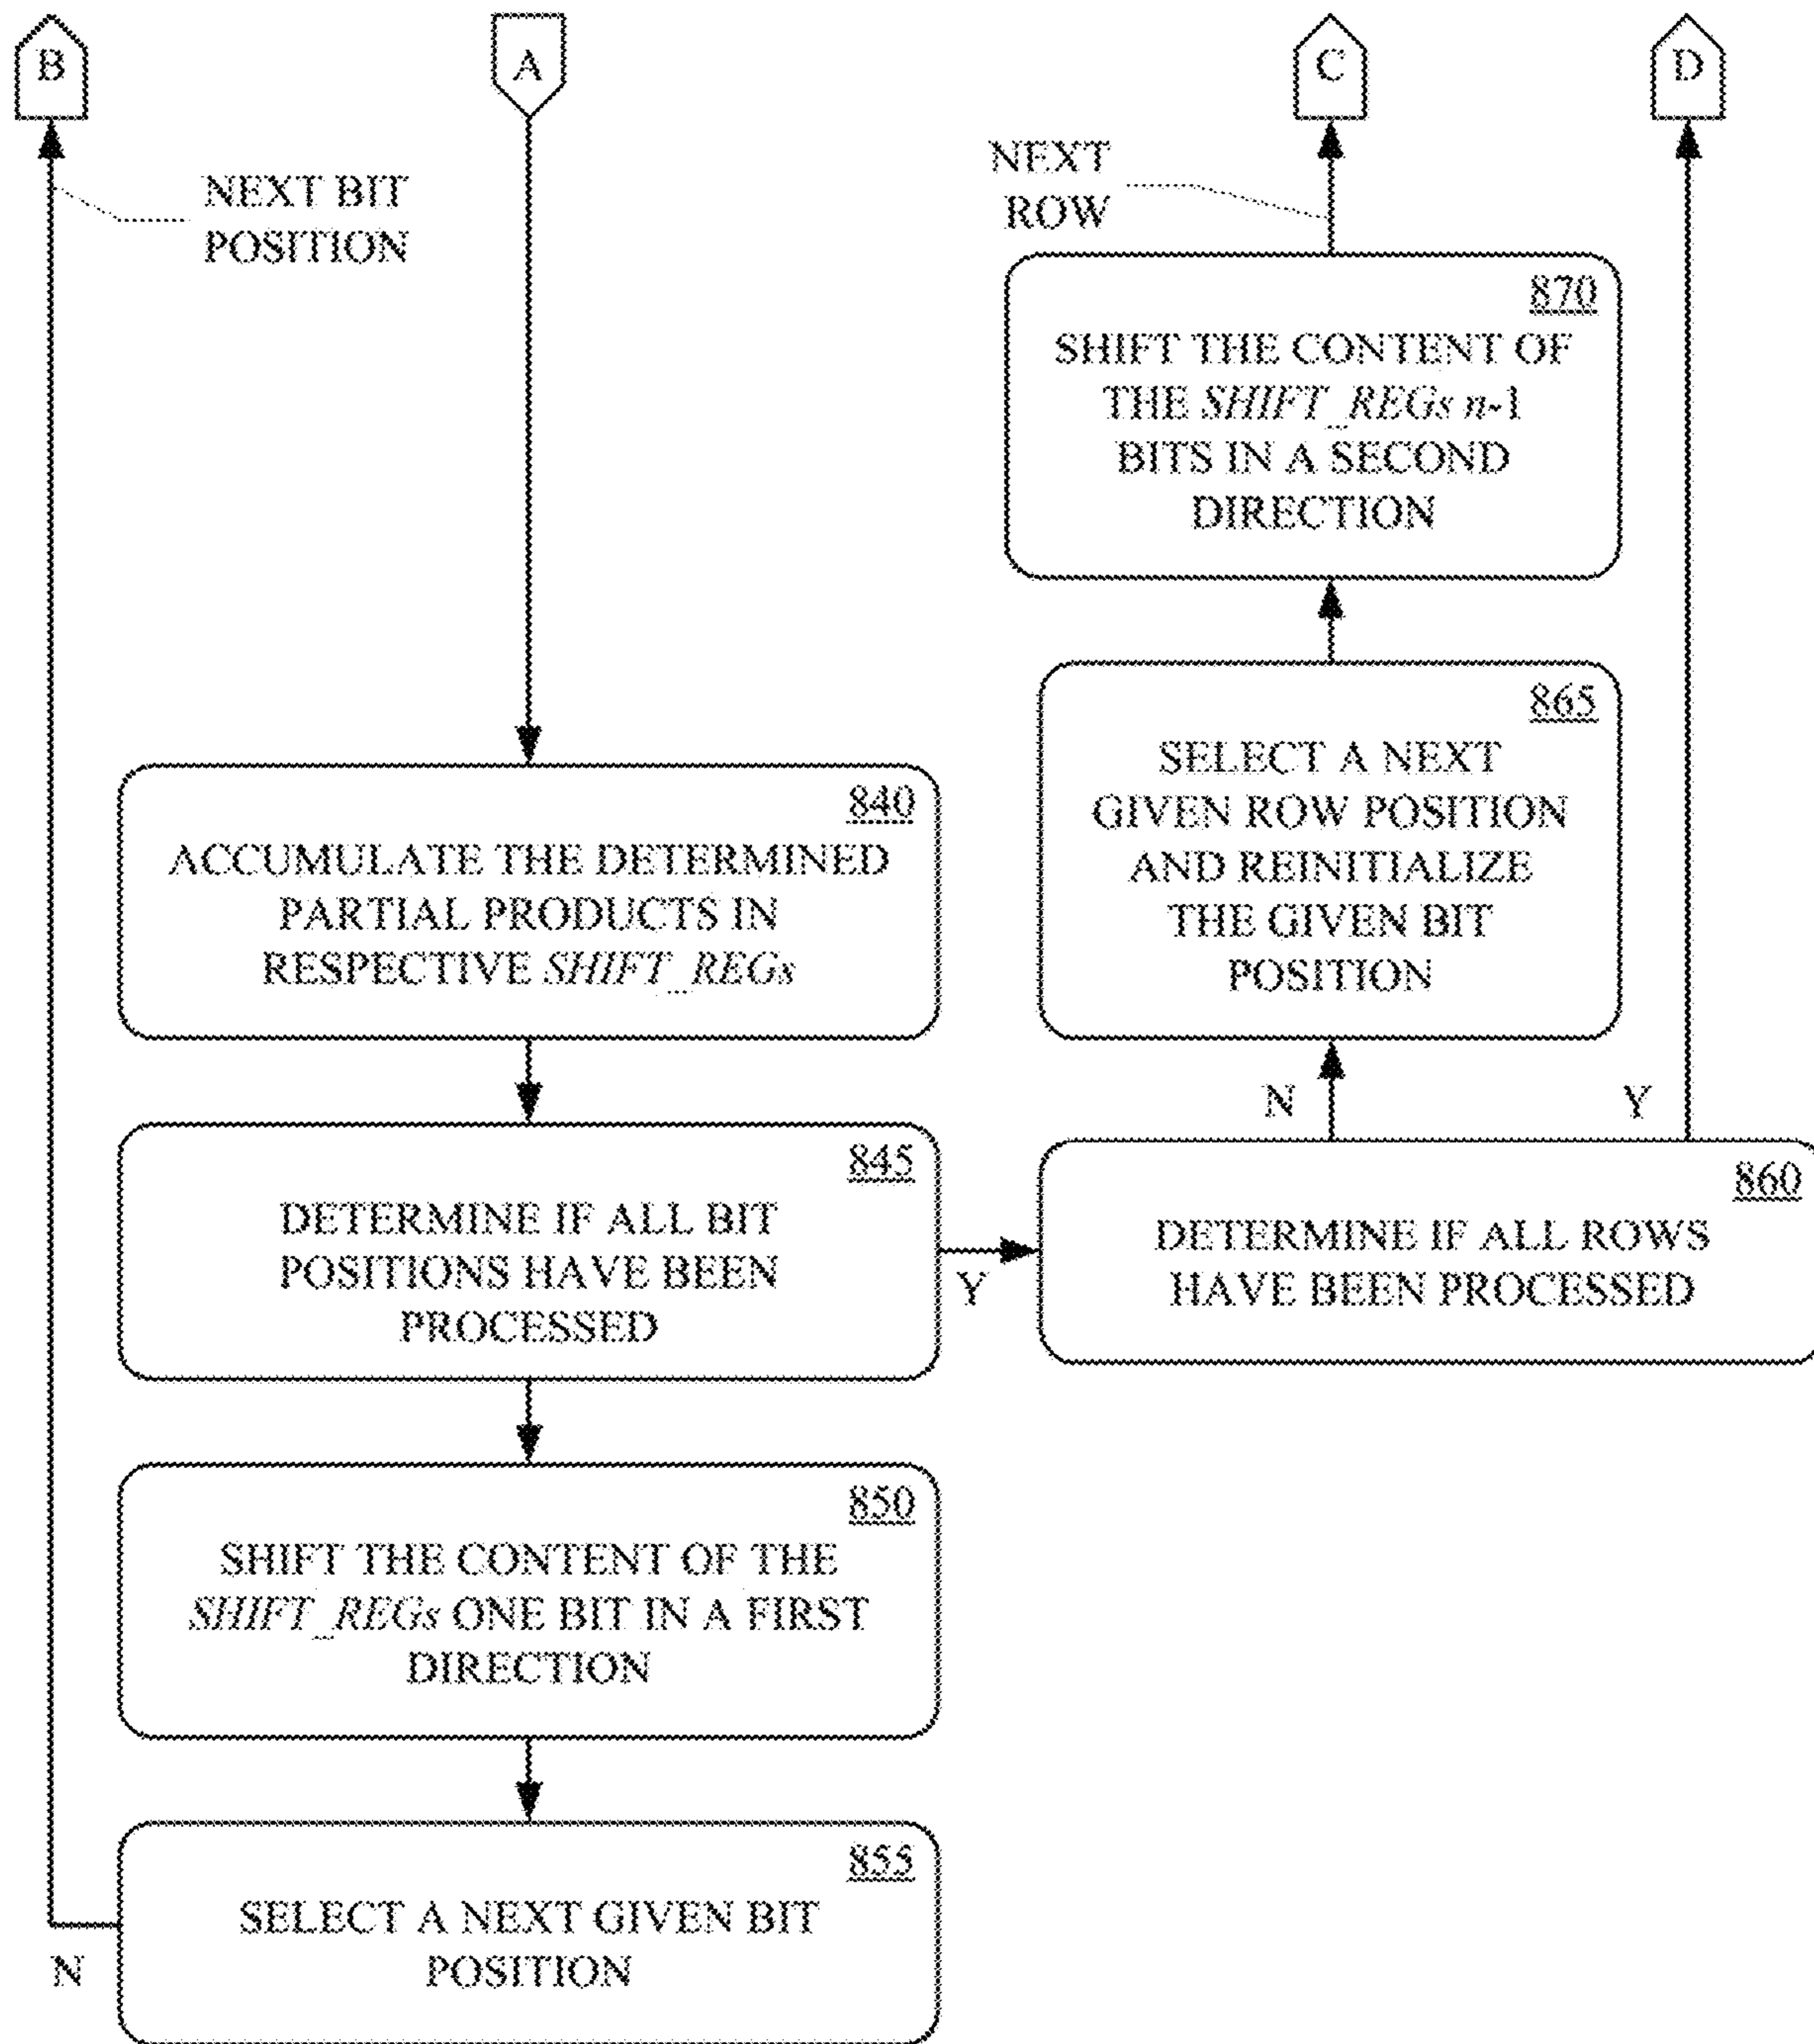 B
A
C
D
NEXT BIT
POSITION
NEXT
ROW
870
SHIFT THE CONTENT OF
THE SHIFT_REGs n-1
BITS IN A SECOND
DIRECTION
865
SELECT A NEXT
GIVEN ROW POSITION
AND REINITIALIZE
THE GIVEN BIT
POSITION
840
ACCUMULATE THE DETERMINED
PARTIAL PRODUCTS IN
RESPECTIVE SHIFT_REGs
N
Y
845
DETERMINE IF ALL BIT
POSITIONS HAVE BEEN
PROCESSED
Y
860
DETERMINE IF ALL ROWS
HAVE BEEN PROCESSED
850
SHIFT THE CONTENT OF THE
SHIFT_REGs ONE BIT IN A FIRST
DIRECTION
855
SELECT A NEXT GIVEN BIT
POSITION
N